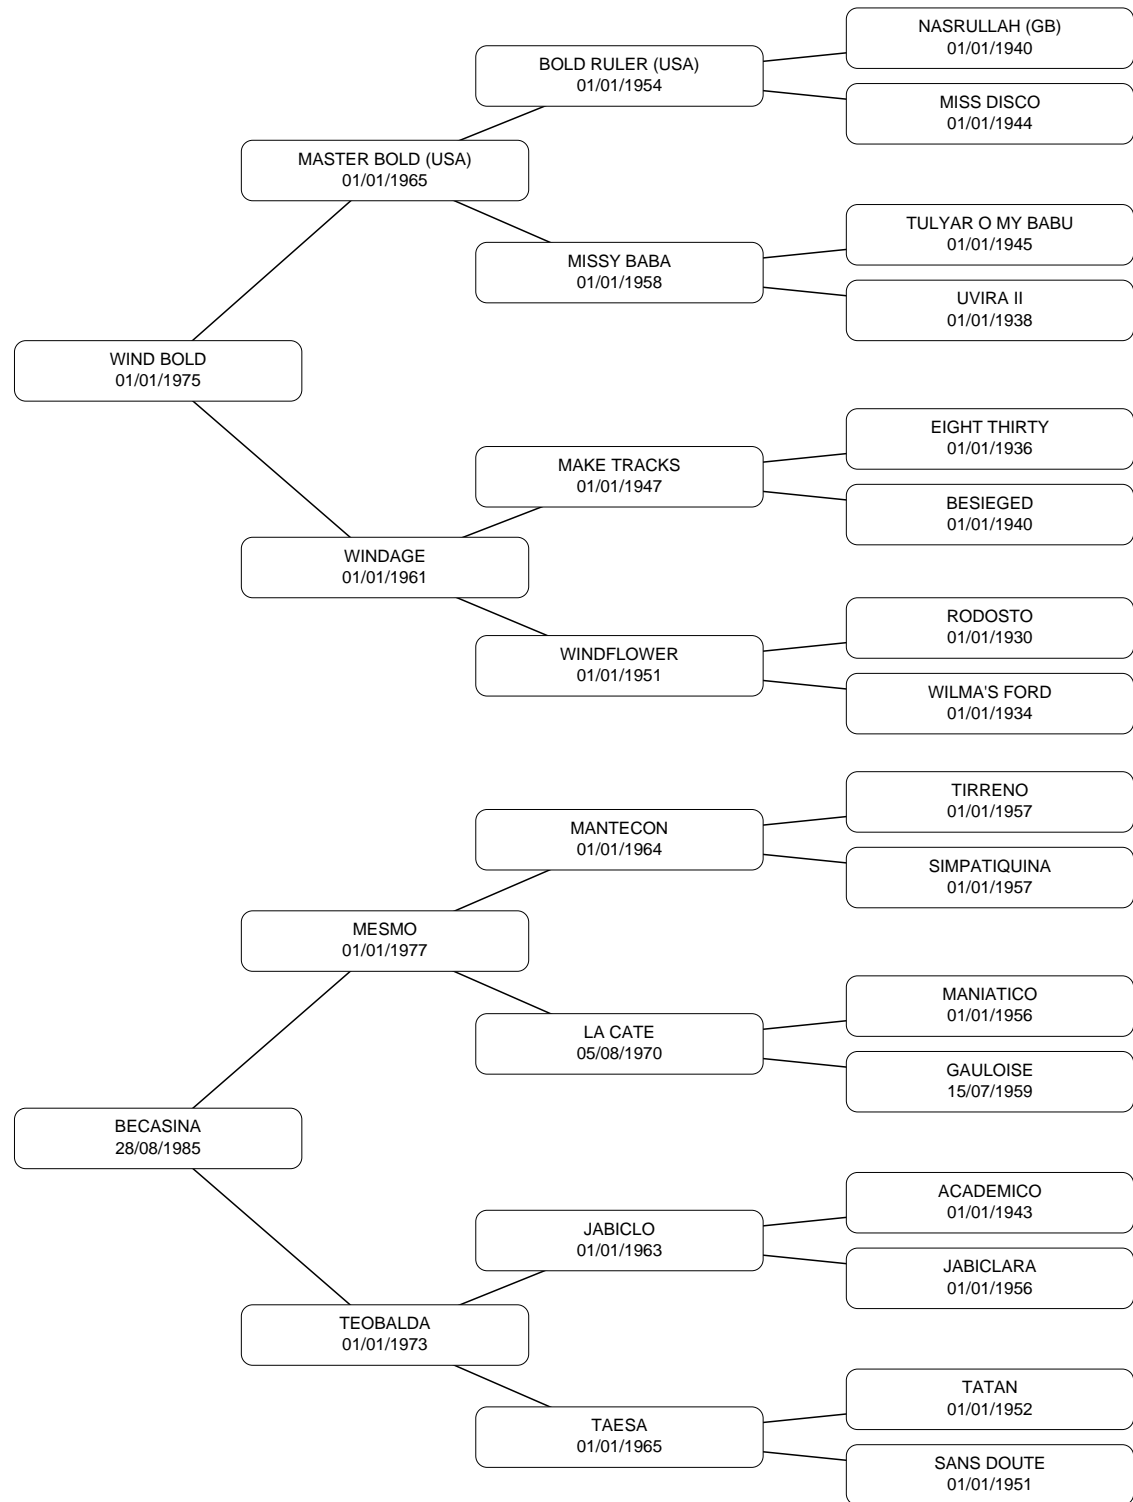 NASRULLAH (GB)
01/01/1940
BOLD RULER (USA)
01/01/1954
MISS DISCO
01/01/1944
MASTER BOLD (USA)
01/01/1965
TULYAR O MY BABU
01/01/1945
MISSY BABA
01/01/1958
UVIRA II
01/01/1938
WIND BOLD
01/01/1975
EIGHT THIRTY
01/01/1936
MAKE TRACKS
01/01/1947
BESIEGED
01/01/1940
WINDAGE
01/01/1961
RODOSTO
01/01/1930
WINDFLOWER
01/01/1951
WILMA'S FORD
01/01/1934
TIRRENO
01/01/1957
MANTECON
01/01/1964
SIMPATIQUINA
01/01/1957
MESMO
01/01/1977
MANIATICO
01/01/1956
LA CATE
05/08/1970
GAULOISE
15/07/1959
BECASINA
28/08/1985
ACADEMICO
01/01/1943
JABICLO
01/01/1963
JABICLARA
01/01/1956
TEOBALDA
01/01/1973
TATAN
01/01/1952
TAESA
01/01/1965
SANS DOUTE
01/01/1951